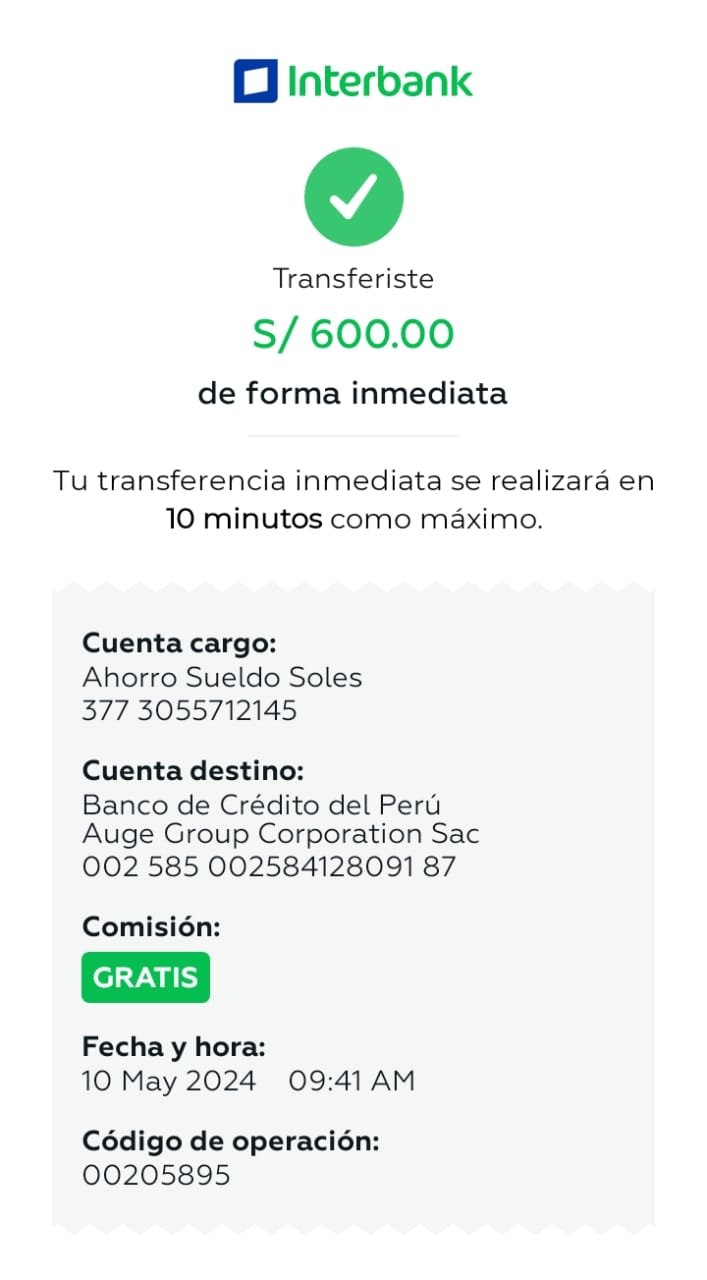 Interbank
Transferiste
S/ 600.00
de forma inmediata
Tu transferencia inmediata se realizará en
10 minutos como máximo.
Cuenta cargo:
Ahorro Sueldo Soles
377 3055712145
Cuenta destino:
Banco de Crédito del Perú
Auge Group Corporation Sac
002 585 002584128091 87
Comisión:
GRATIS
Fecha y hora:
10 May 2024 09:41 AM
Código de operación:
00205895